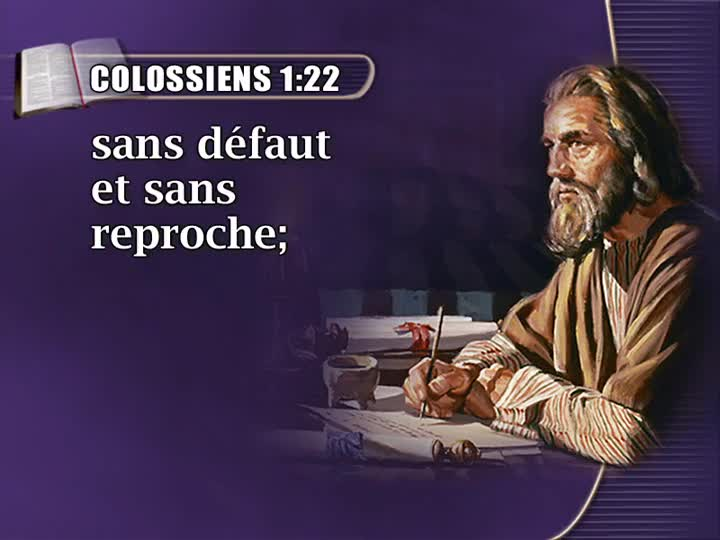 COLOSSIENS 1:22
sans défaut
et sans
reproche;